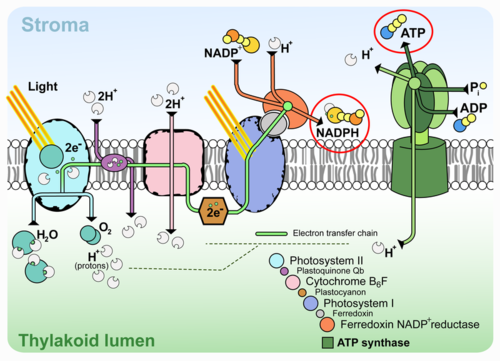 Stroma
ATP
NADP+
H+
H+
Light
2H+
2H+
Pi
ADP
NADPH
2e-
2e-
H2O
O2
H+
(protons)
H+
Electron transfer chain
Photosystem II
Plastoquinone Qb
Cytochrome B6F
Plastocyanon
Photosystem I
Ferredoxin
Ferredoxin NADP+reductase
ATP synthase
Thylakoid lumen